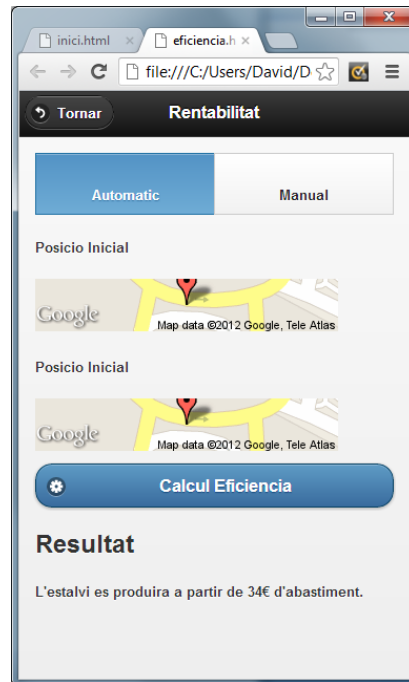 inici.html
eficiencia.h
file:///C:/Users/David/D
Tornar
Rentabilitat
Automatic
Manual
Posicio Inicial
Google
Map data ©2012 Google, Tele Atlas
Posicio Inicial
Google
Map data ©2012 Google, Tele Atlas
Calcul Eficiencia
Resultat
L'estalvi es produira a partir de 34€ d'abastiment.